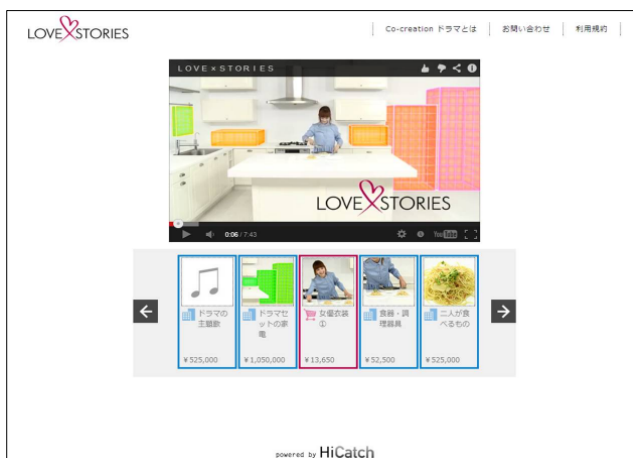 LOVE×STORIES
Co-creation ドラマとは
お問い合わせ
利用規約
LOVE×STORIES
LOVE×STORIES
0:06 / 7:43
YouTube
ドラマの主題歌
¥525,000
ドラマセットの家電
¥1,050,000
女優衣装①
¥13,650
食器・調理器具
¥52,500
二人が食べるもの
¥525,000
powered by HiCatch